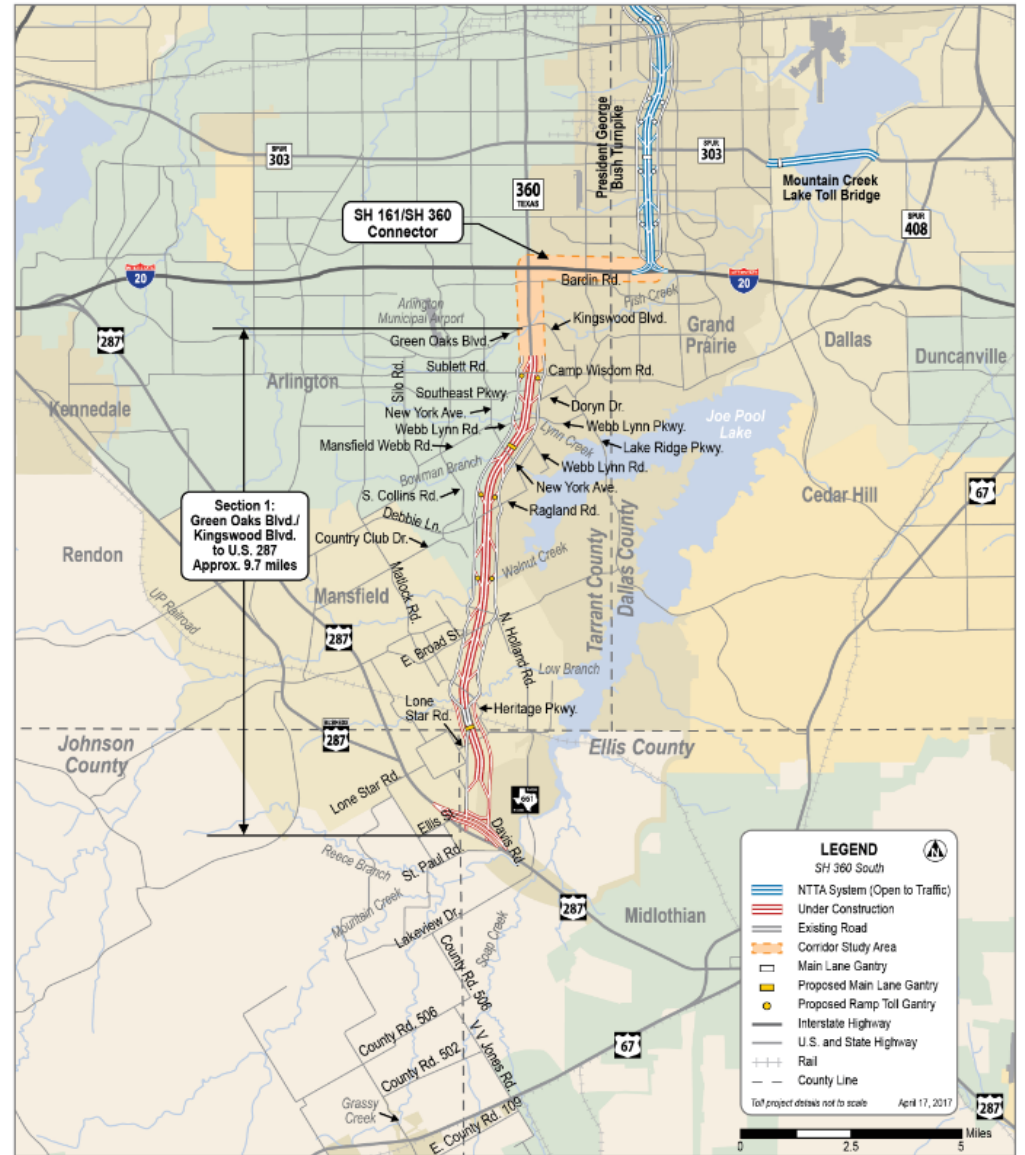 SPUR
303
President George
Bush Turnpike
SPUR
303
Mountain Creek
Lake Toll Bridge
360
TEXAS
SPUR
408
SH 161/SH 360
Connector
20
Bardin Rd.
20
Fish Creek
Arlington
Municipal Airport
Kingswood Blvd.
Grand
Prairie
287
Green Oaks Blvd.
Dallas
Duncanville
Sublett Rd.
Camp Wisdom Rd.
Silo Rd.
Arlington
Southeast Pkwy.
Kennedale
New York Ave.
Doryn Dr.
Joe Pool
Lake
Webb Lynn Rd.
Webb Lynn Pkwy.
Mansfield Webb Rd.
Lynn Creek
Lake Ridge Pkwy.
Bowman Branch
Webb Lynn Rd.
New York Ave.
S. Collins Rd.
Cedar Hill
67
Ragland Rd.
Section 1:
Green Oaks Blvd./
Kingswood Blvd.
to U.S. 287
Approx. 9.7 miles
Debbie Ln.
Country Club Dr.
Rendon
Walnut Creek
Tarrant County
Dallas County
UP Railroad
Mansfield
Matlock Rd.
287
E. Broad St.
N. Holland Rd.
Low Branch
Lone
Star Rd.
Heritage Pkwy.
BUSINESS
287
Johnson
County
Ellis County
Lone Star Rd.
661
Ellis St.
Davis Rd.
Reece Branch
St. Paul Rd.
Mountain Creek
287
Midlothian
Lakeview Dr.
Soap Creek
County Rd. 506
County Rd. 506
V V Jones Rd.
67
County Rd. 502
Grassy
Creek
E. County Rd. 109
287
LEGEND
SH 360 South
NTTA System (Open to Traffic)
Under Construction
Existing Road
Corridor Study Area
Main Lane Gantry
Proposed Main Lane Gantry
Proposed Ramp Toll Gantry
Interstate Highway
U.S. and State Highway
Rail
County Line
Toll project details not to scale April 17, 2017
Miles
0 2.5 5